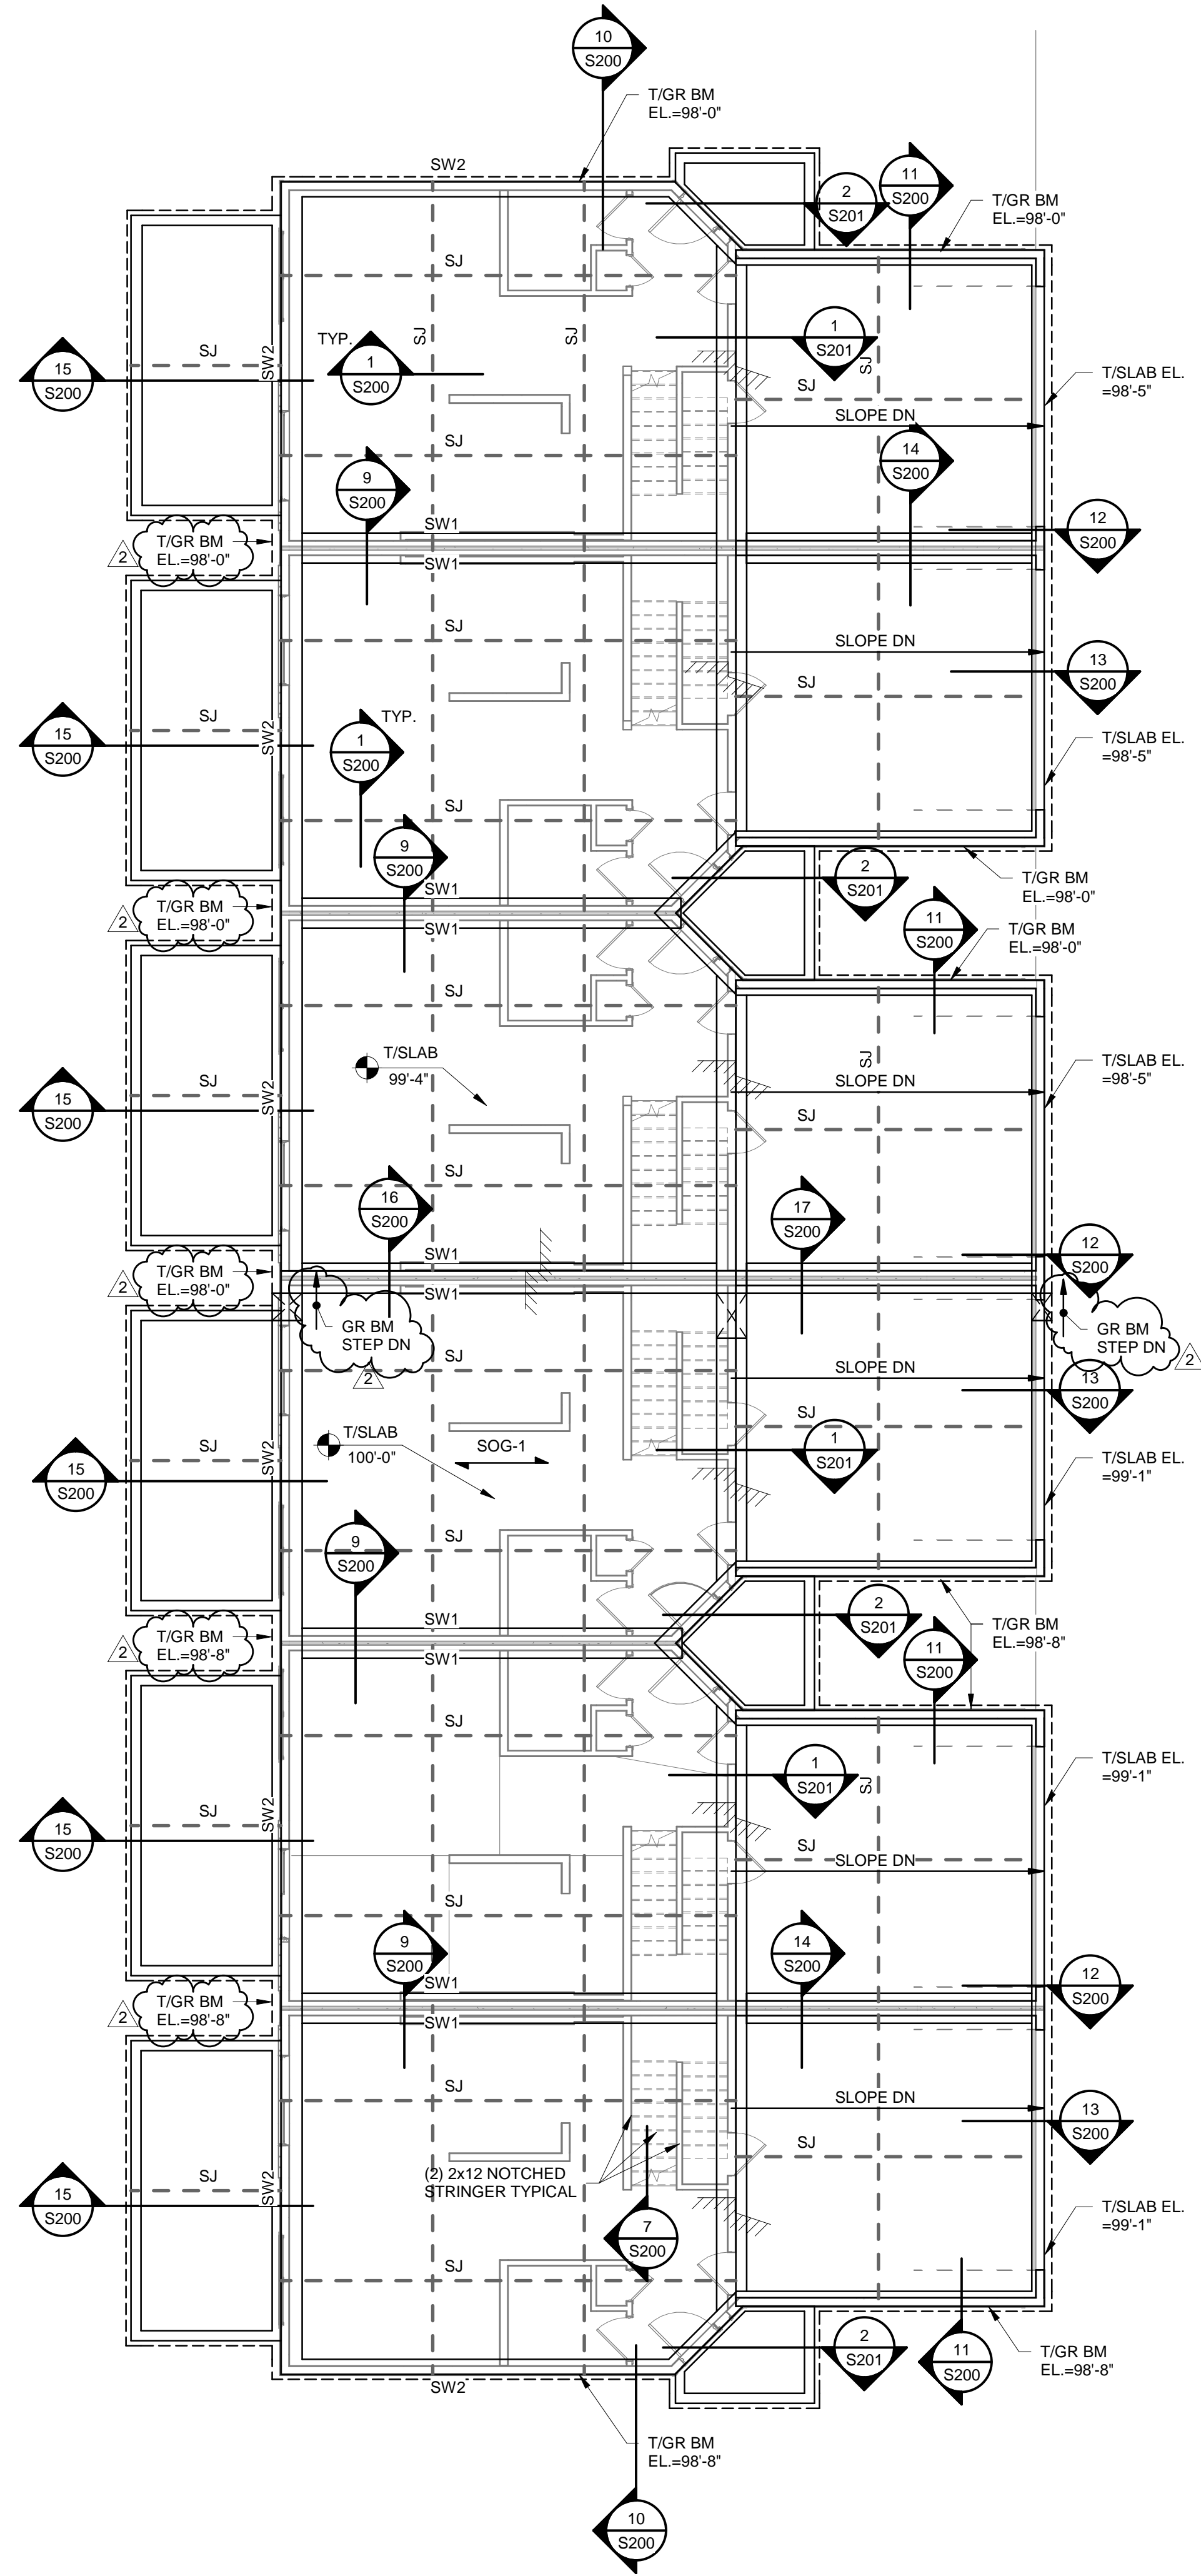 10
S200
T/GR BM
EL.=98'-0"
SW2
2
S201
11
S200
T/GR BM
EL.=98'-0"
SJ
SJ
SJ
TYP.
1
S200
1
S201
SJ
SJ
15
S200
SJ
SW2
T/SLAB EL.
=98'-5"
SLOPE DN
SJ
9
S200
14
S200
12
S200
SW1
SW1
2
T/GR BM
EL.=98'-0"
SJ
SLOPE DN
SJ
13
S200
15
S200
SJ
SW2
TYP.
1
S200
T/SLAB EL.
=98'-5"
SJ
9
S200
2
S201
T/GR BM
EL.=98'-0"
SW1
SW1
2
T/GR BM
EL.=98'-0"
11
S200
T/GR BM
EL.=98'-0"
SJ
T/SLAB
99'-4"
SJ
SLOPE DN
SJ
T/SLAB EL.
=98'-5"
15
S200
SJ
SW2
SJ
16
S200
17
S200
SW1
SW1
12
S200
2
T/GR BM
EL.=98'-0"
GR BM
STEP DN
2
GR BM
STEP DN
2
SJ
SLOPE DN
13
S200
SJ
T/SLAB
100'-0"
SOG-1
1
S201
15
S200
SJ
SW2
T/SLAB EL.
=99'-1"
SJ
9
S200
2
S201
T/GR BM
EL.=98'-8"
SW1
SW1
2
T/GR BM
EL.=98'-8"
11
S200
SJ
1
S201
SJ
T/SLAB EL.
=99'-1"
15
S200
SJ
SW2
SJ
SLOPE DN
SJ
9
S200
14
S200
12
S200
SW1
SW1
2
T/GR BM
EL.=98'-8"
SJ
SLOPE DN
13
S200
SJ
(2) 2x12 NOTCHED
STRINGER TYPICAL
15
S200
SJ
SW2
7
S200
T/SLAB EL.
=99'-1"
SJ
2
S201
11
S200
T/GR BM
EL.=98'-8"
SW2
T/GR BM
EL.=98'-8"
10
S200